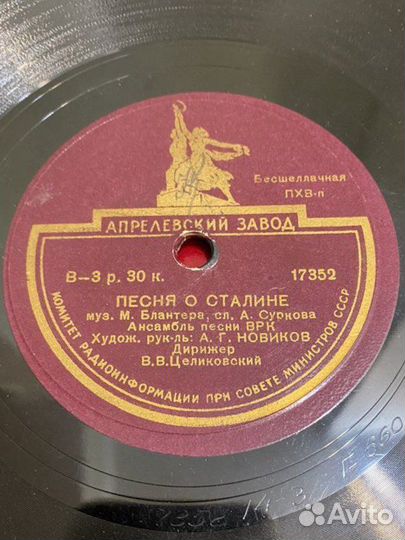 Бесшеллачная
ПХВ-п
АПРЕЛЕВСКИЙ ЗАВОД
В-3 р. 30 к. 17352
ПЕСНЯ О СТАЛИНЕ
муз. М. Блантера, сл. А. Суркова
Ансамбль песни ВРК
Худож. рук-ль: А. Г. НОВИКОВ
Дирижер
В.В.Целиковский
КОМИТЕТ РАДИОИНФОРМАЦИИ ПРИ СОВЕТЕ МИНИСТРОВ СССР
Avito